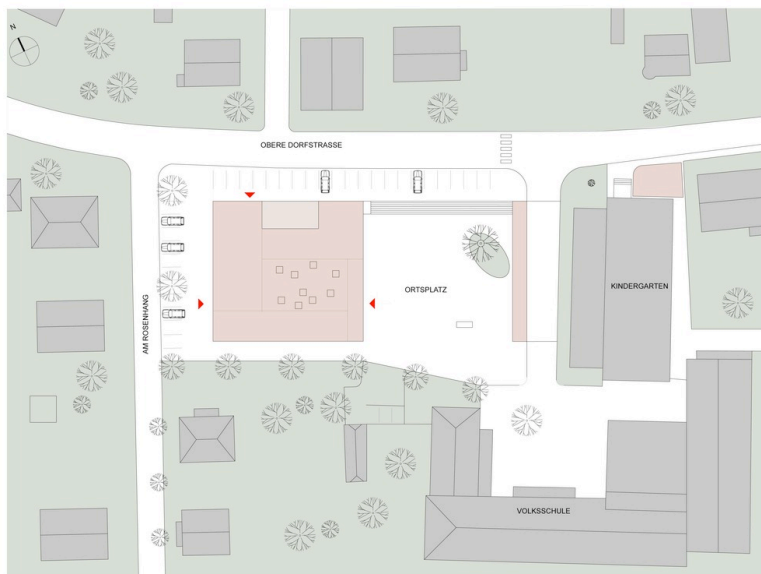 N
OBERE DORFSTRASSE
KINDERGARTEN
ORTSPLATZ
AM ROSENHANG
VOLKSSCHULE